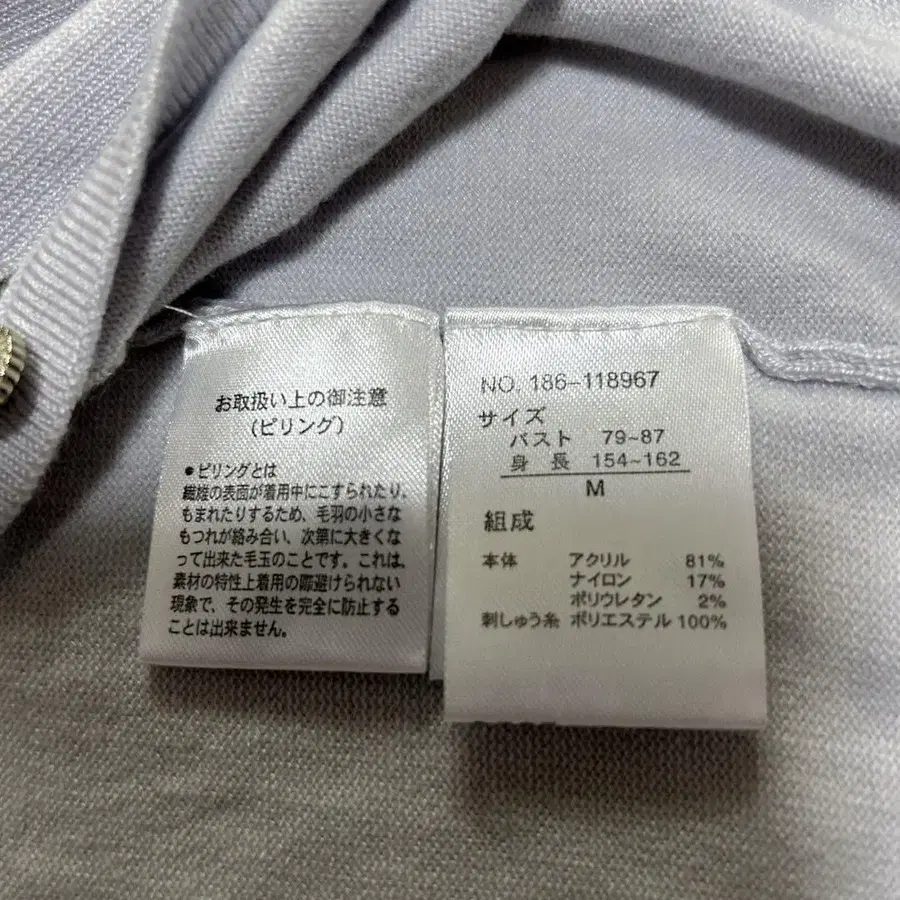 お取扱い上の御注意
(ピリング)
●ピリングとは
繊維の表面が着用中にこすられたり、
もまれたりするため、毛羽の小さな
もつれが絡み合い、次第に大きくな
って出来た毛玉のことです。これは、
素材の特性上着用の際避けられない
現象で、その発生を完全に防止する
ことは出来ません。
NO. 186-118967
サイズ
バスト 79~87
身長 154~162
M
組成
本体 アクリル 81%
ナイロン 17%
ポリウレタン 2%
刺しゅう糸 ポリエステル 100%